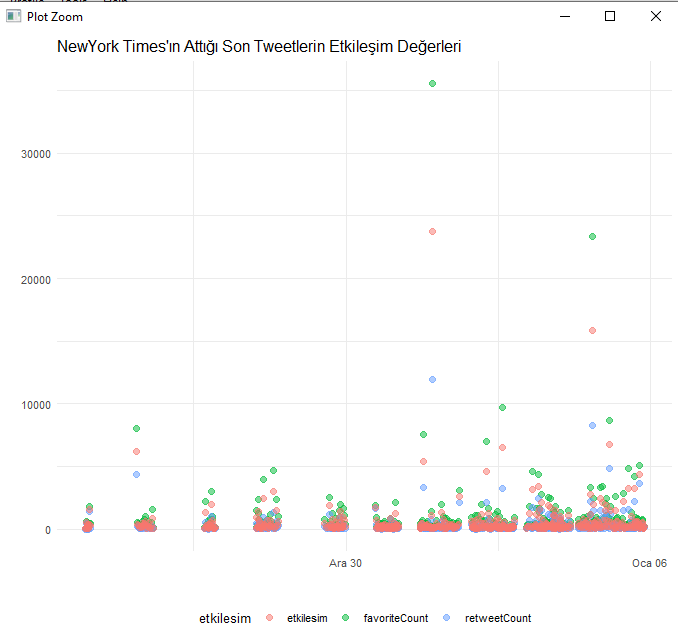 Plot Zoom
NewYork Times'ın Attığı Son Tweetlerin Etkileşim Değerleri
30000
20000
10000
0
Ara 30
Oca 06
etkilesim
etkilesim
favoriteCount
retweetCount